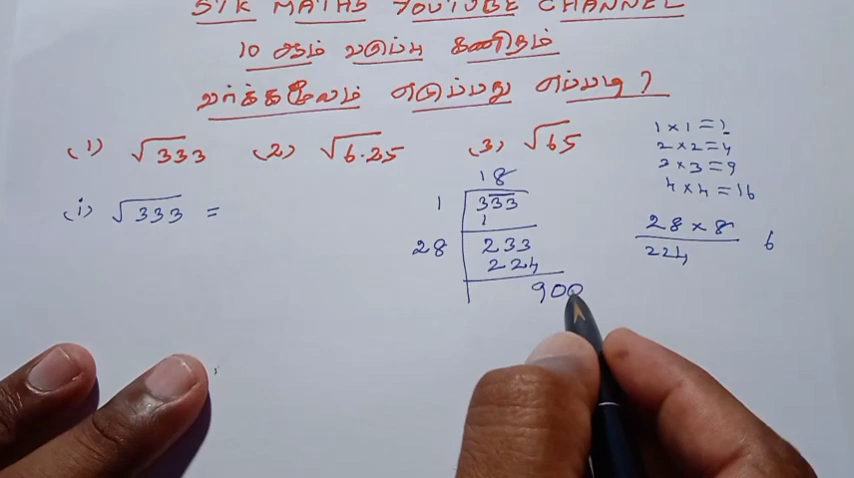 STK MATHS YOUTUBE CHANNEL
10 ஆம் வகுப்பு கணிதம்
வர்க்கமூலம் எடுப்பது எப்படி ?
(1) √333 (2) √6.25 (3) √65
(i) √333 =
18
1 333
1
28 233
224
900
1 × 1 = 1
2 × 2 = 4
3 × 3 = 9
4 × 4 = 16
28 × 8
224
6